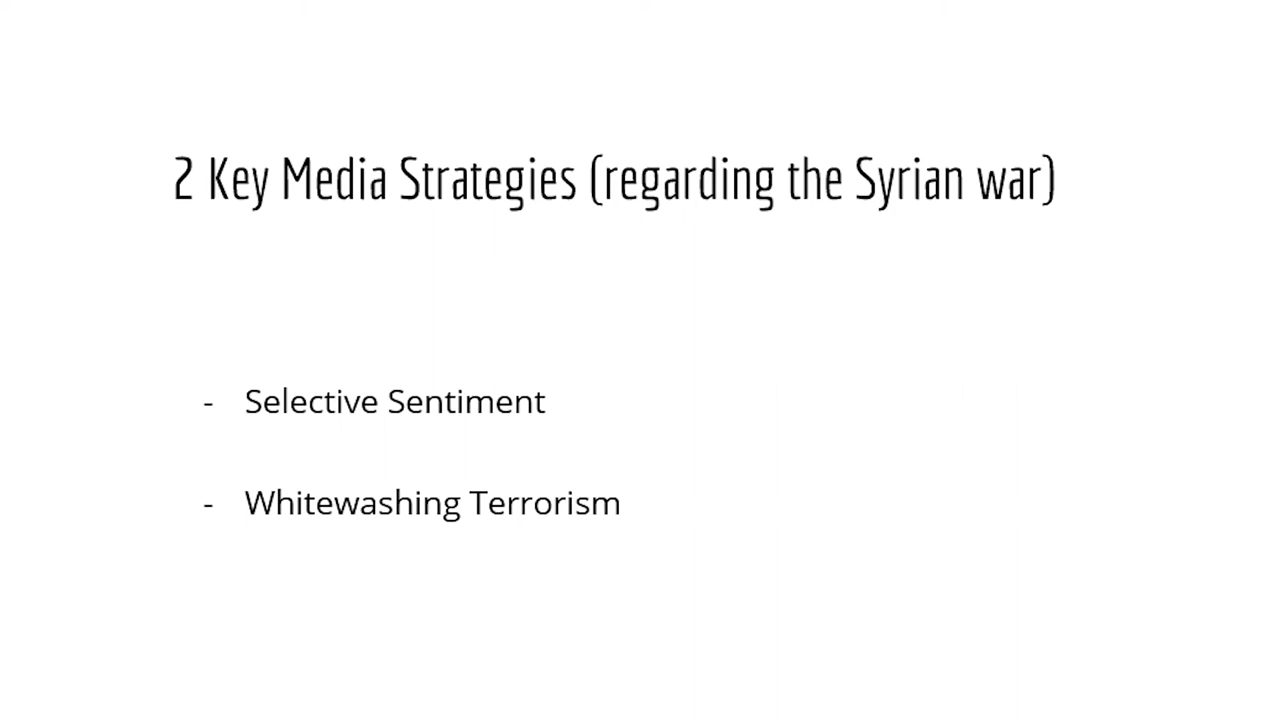 2 Key Media Strategies (regarding the Syrian war)
- Selective Sentiment
- Whitewashing Terrorism